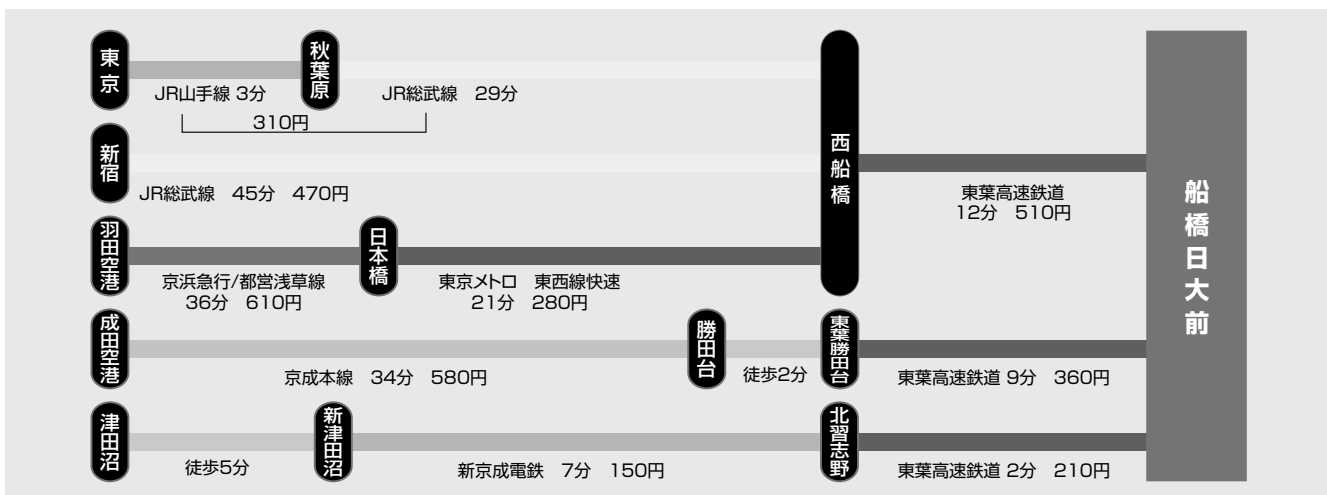 東京
秋葉原
JR山手線 3分
JR総武線 29分
310円
新宿
JR総武線 45分 470円
西船橋
東葉高速鉄道
12分 510円
船橋日大前
羽田空港
日本橋
京浜急行/都営浅草線
36分 610円
東京メトロ 東西線快速
21分 280円
成田空港
勝田台
東葉勝田台
京成本線 34分 580円
徒歩2分
東葉高速鉄道 9分 360円
津田沼
新津田沼
北習志野
徒歩5分
新京成電鉄 7分 150円
東葉高速鉄道 2分 210円